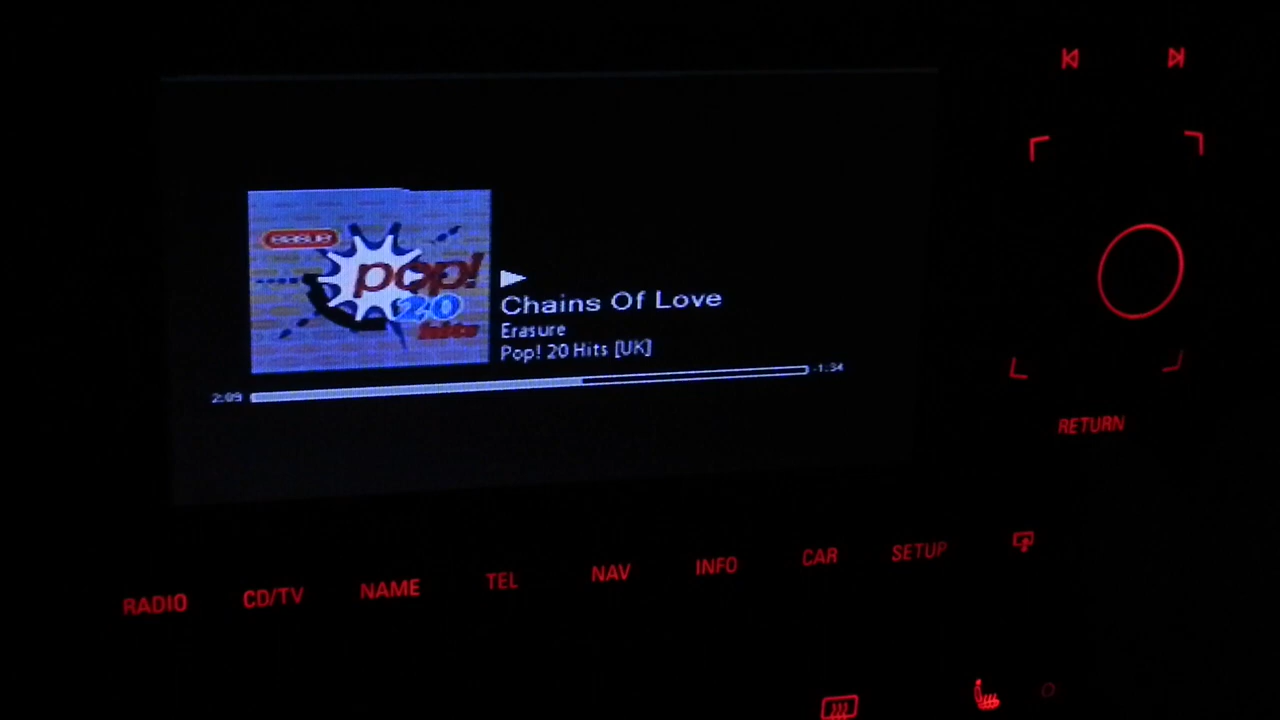 erasure
pop!
20
hits
Chains Of Love
Erasure
Pop! 20 Hits [UK]
2:09
-1:34
RETURN
RADIO
CD/TV
NAME
TEL
NAV
INFO
CAR
SETUP